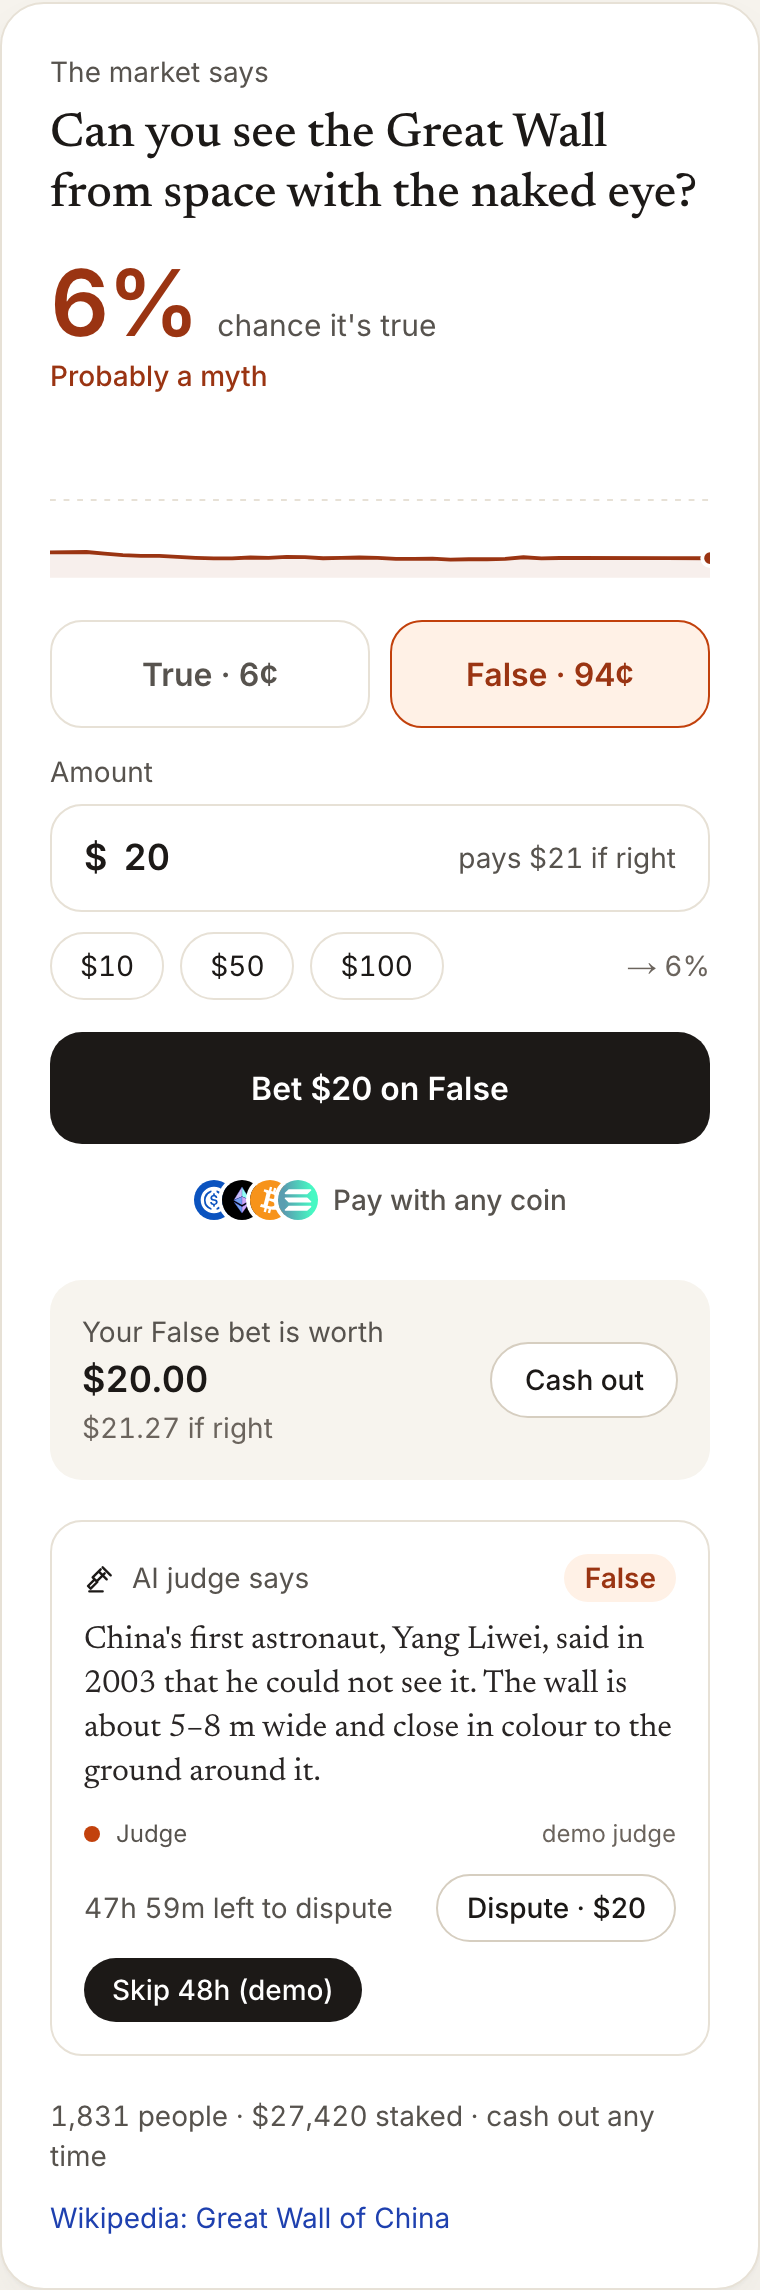 The market says
Can you see the Great Wall
from space with the naked eye?
6% chance it's true
Probably a myth
True · 6¢
False · 94¢
Amount
$ 20
pays $21 if right
$10
$50
$100
→ 6%
Bet $20 on False
Pay with any coin
Your False bet is worth
$20.00
$21.27 if right
Cash out
AI judge says
False
China's first astronaut, Yang Liwei, said in
2003 that he could not see it. The wall is
about 5–8 m wide and close in colour to the
ground around it.
Judge
demo judge
47h 59m left to dispute
Dispute · $20
Skip 48h (demo)
1,831 people · $27,420 staked · cash out any
time
Wikipedia: Great Wall of China